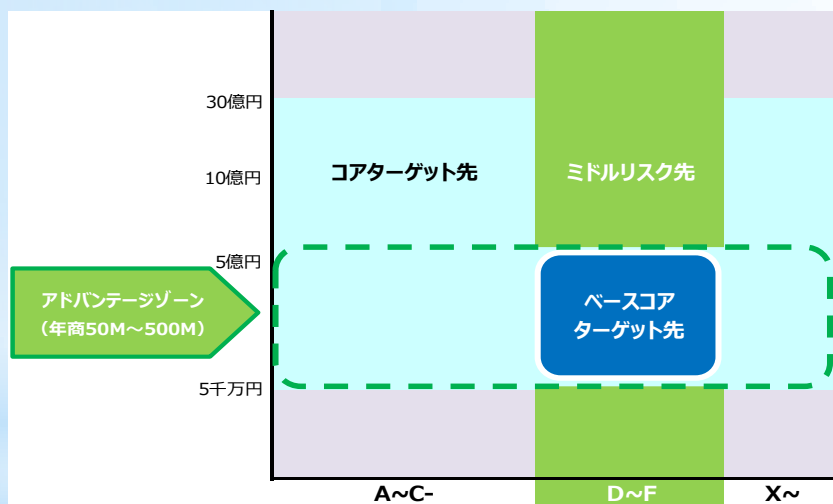 30億円
10億円
コアターゲット先
ミドルリスク先
5億円
アドバンテージゾーン
（年商50M～500M）
ベースコア
ターゲット先
5千万円
A~C-
D~F
X~